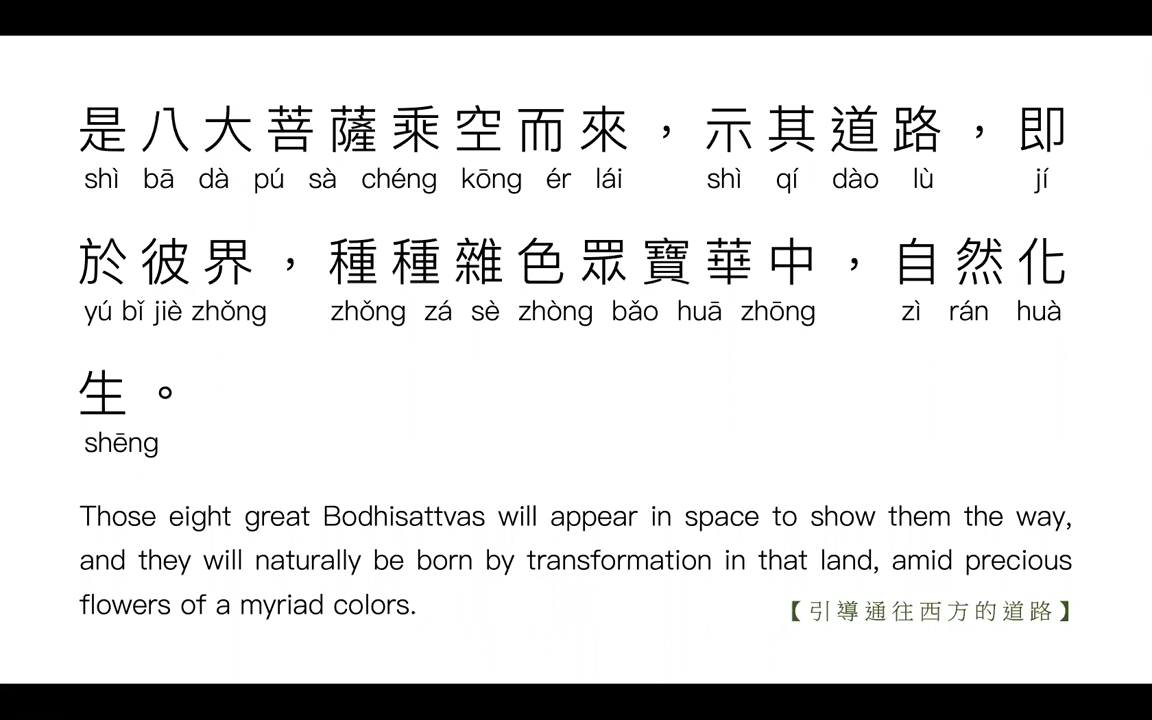 是八大菩薩乘空而來，示其道路，即
shì bā dà pú sà chéng kōng ér lái shì qí dào lù jí
於彼界，種種雜色眾寶華中，自然化
yú bǐ jiè zhǒng zhǒng zá sè zhòng bǎo huā zhōng zì rán huà
生。
shēng
Those eight great Bodhisattvas will appear in space to show them the way,
and they will naturally be born by transformation in that land, amid precious
flowers of a myriad colors.
【引導通往西方的道路】